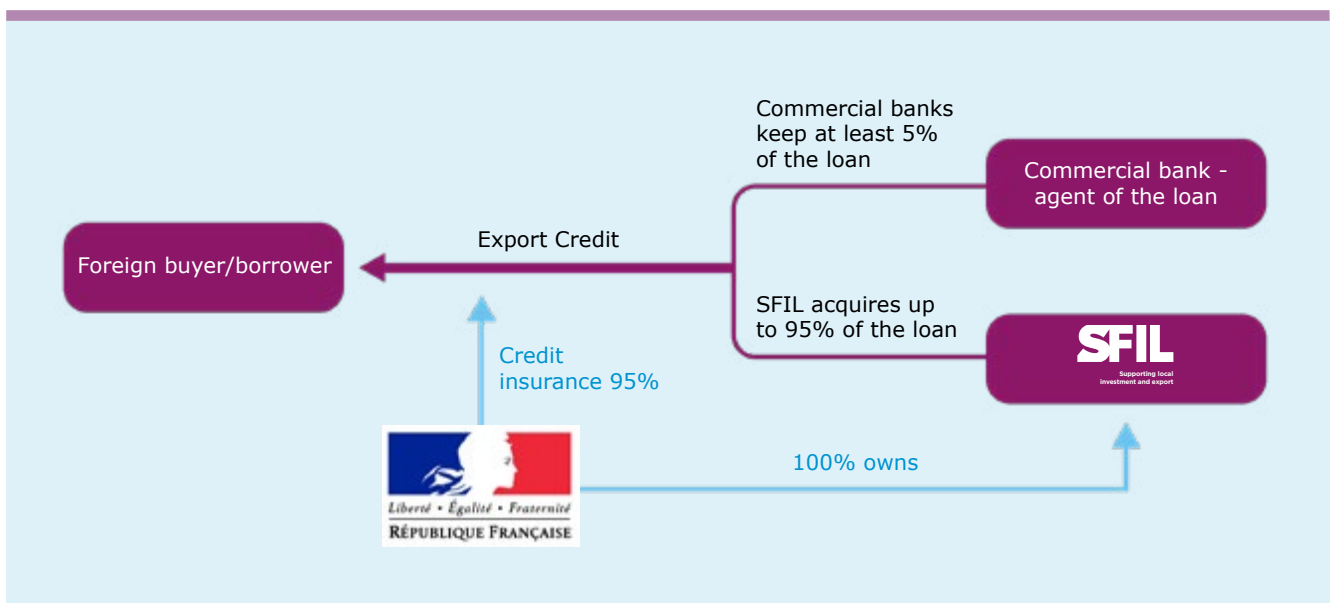 Commercial banks
keep at least 5%
of the loan
Commercial bank -
agent of the loan
Export Credit
Foreign buyer/borrower
SFIL acquires up
to 95% of the loan
SFIL
Supporting local
investment and export
Credit
insurance 95%
100% owns
Liberté • Égalité • Fraternité
RÉPUBLIQUE FRANÇAISE